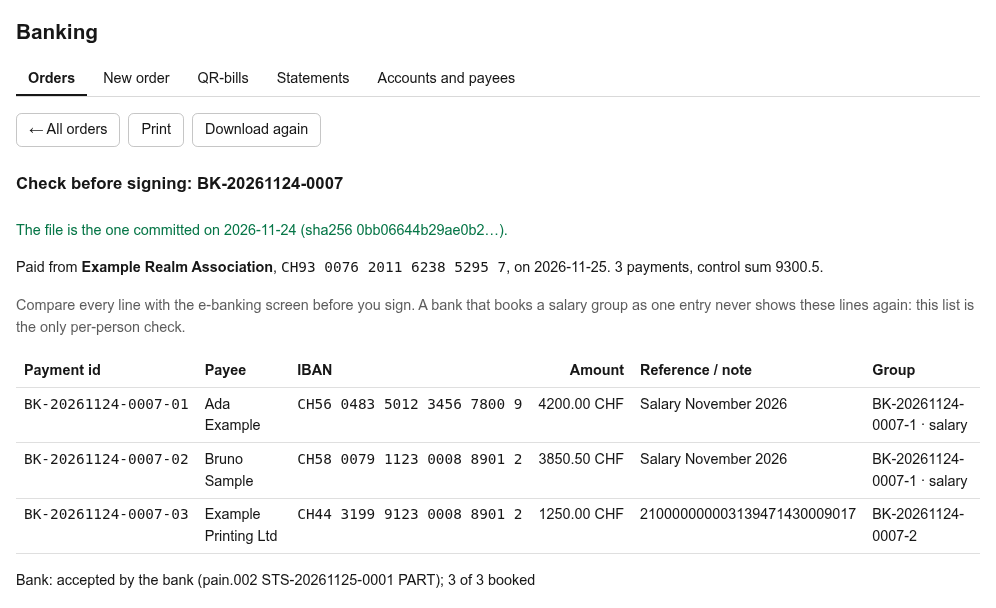 Banking
Orders New order QR-bills Statements Accounts and payees
← All orders Print Download again
Check before signing: BK-20261124-0007
The file is the one committed on 2026-11-24 (sha256 0bb06644b29ae0b2…).
Paid from Example Realm Association, CH93 0076 2011 6238 5295 7, on 2026-11-25. 3 payments, control sum 9300.5.
Compare every line with the e-banking screen before you sign. A bank that books a salary group as one entry never shows these lines again: this list is
the only per-person check.
Payment id Payee IBAN Amount Reference / note Group
BK-20261124-0007-01 Ada CH56 0483 5012 3456 7800 9 4200.00 CHF Salary November 2026 BK-20261124-
Example 0007-1 · salary
BK-20261124-0007-02 Bruno CH58 0079 1123 0008 8901 2 3850.50 CHF Salary November 2026 BK-20261124-
Sample 0007-1 · salary
BK-20261124-0007-03 Example CH44 3199 9123 0008 8901 2 1250.00 CHF 210000000003139471430009017 BK-20261124-
Printing Ltd 0007-2
Bank: accepted by the bank (pain.002 STS-20261125-0001 PART); 3 of 3 booked